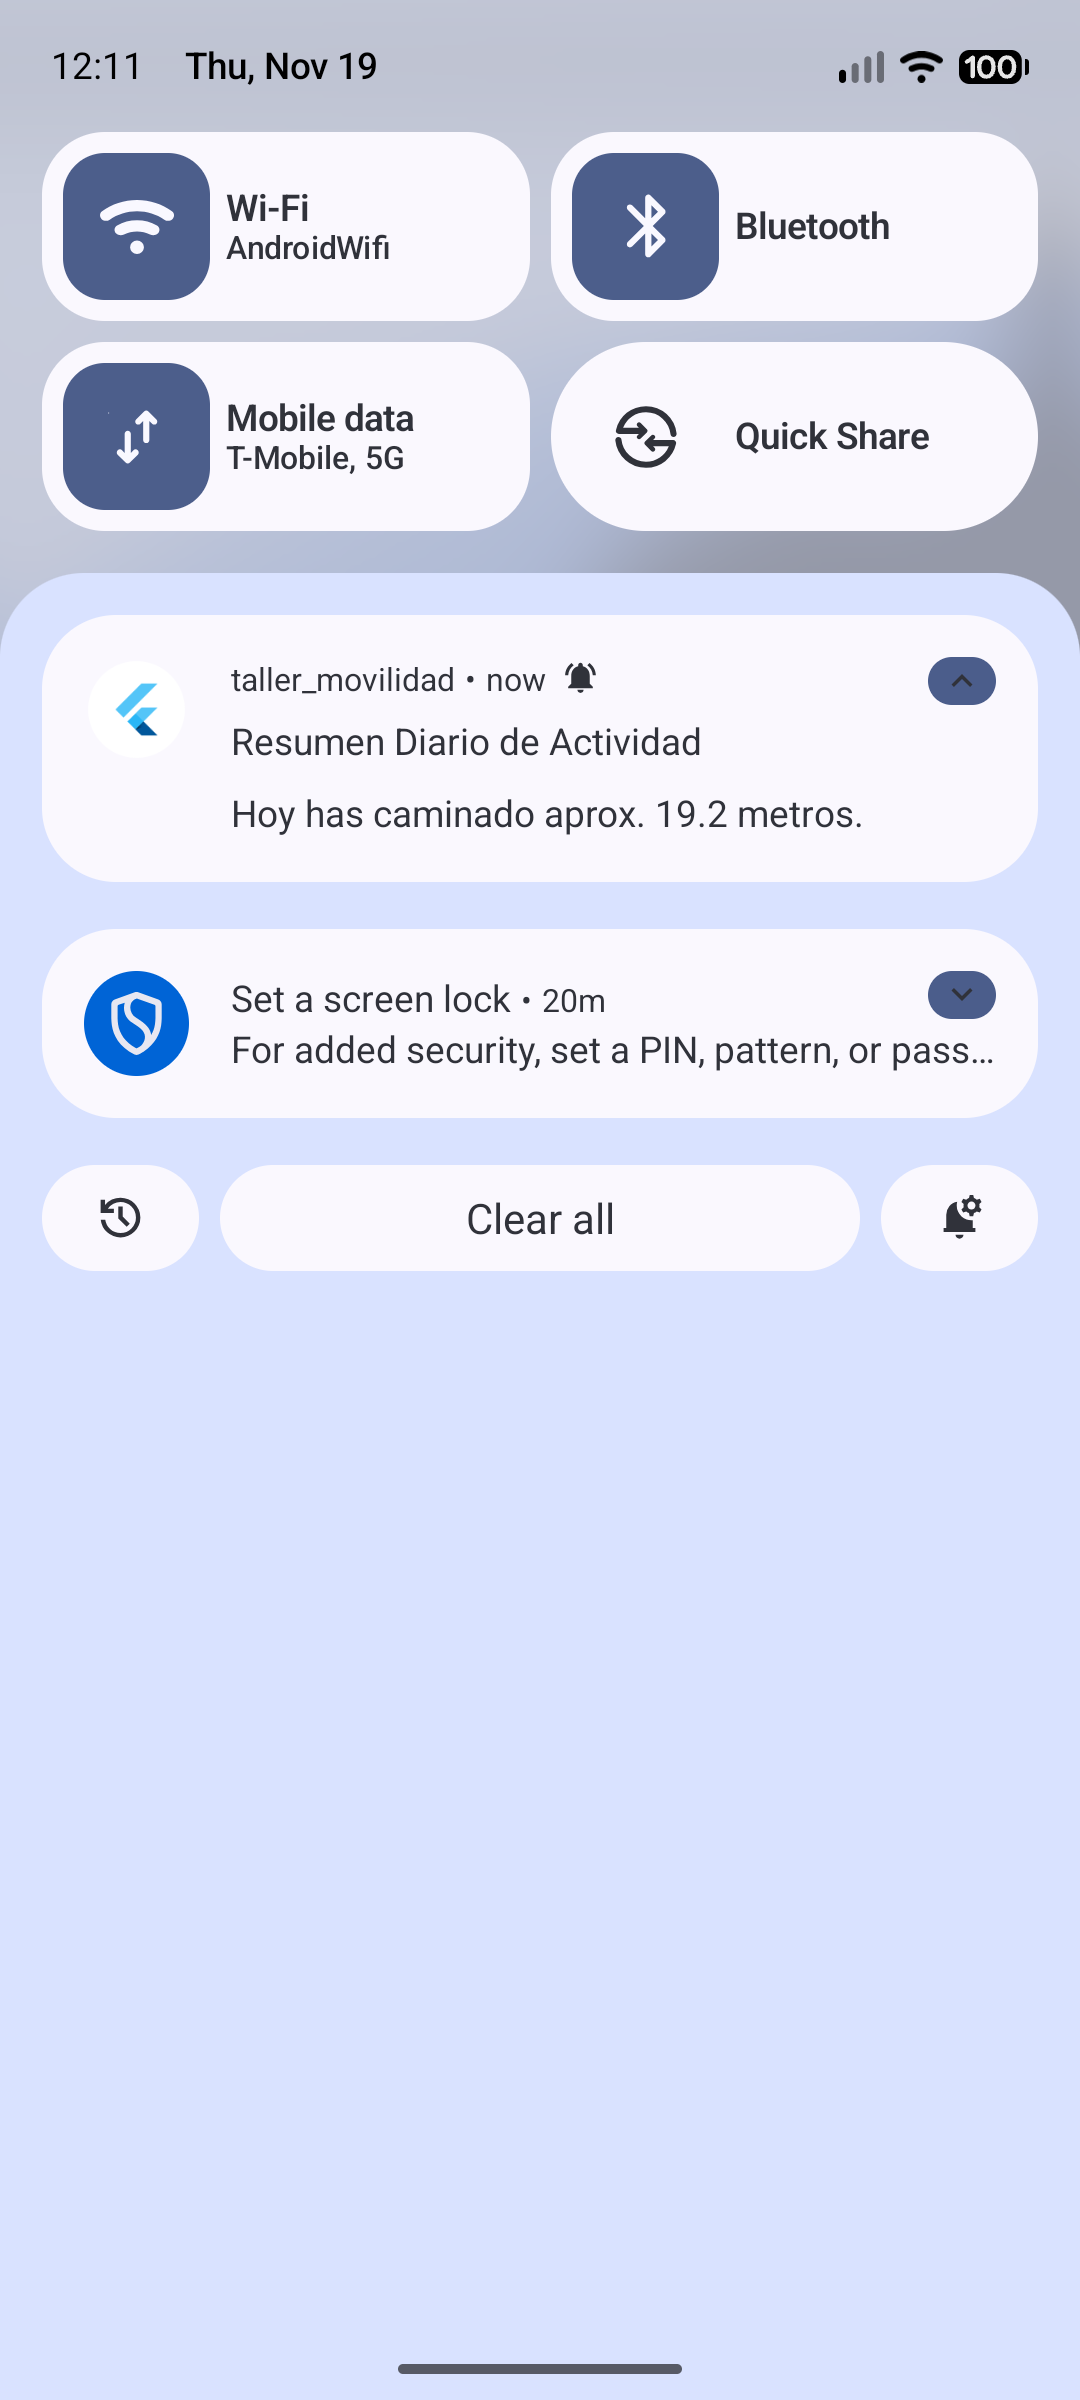 12:11 Thu, Nov 19 100
Wi-Fi
AndroidWifi
Bluetooth
Mobile data
T-Mobile, 5G
Quick Share
taller_movilidad • now
Resumen Diario de Actividad
Hoy has caminado aprox. 19.2 metros.
Set a screen lock • 20m
For added security, set a PIN, pattern, or pass…
Clear all